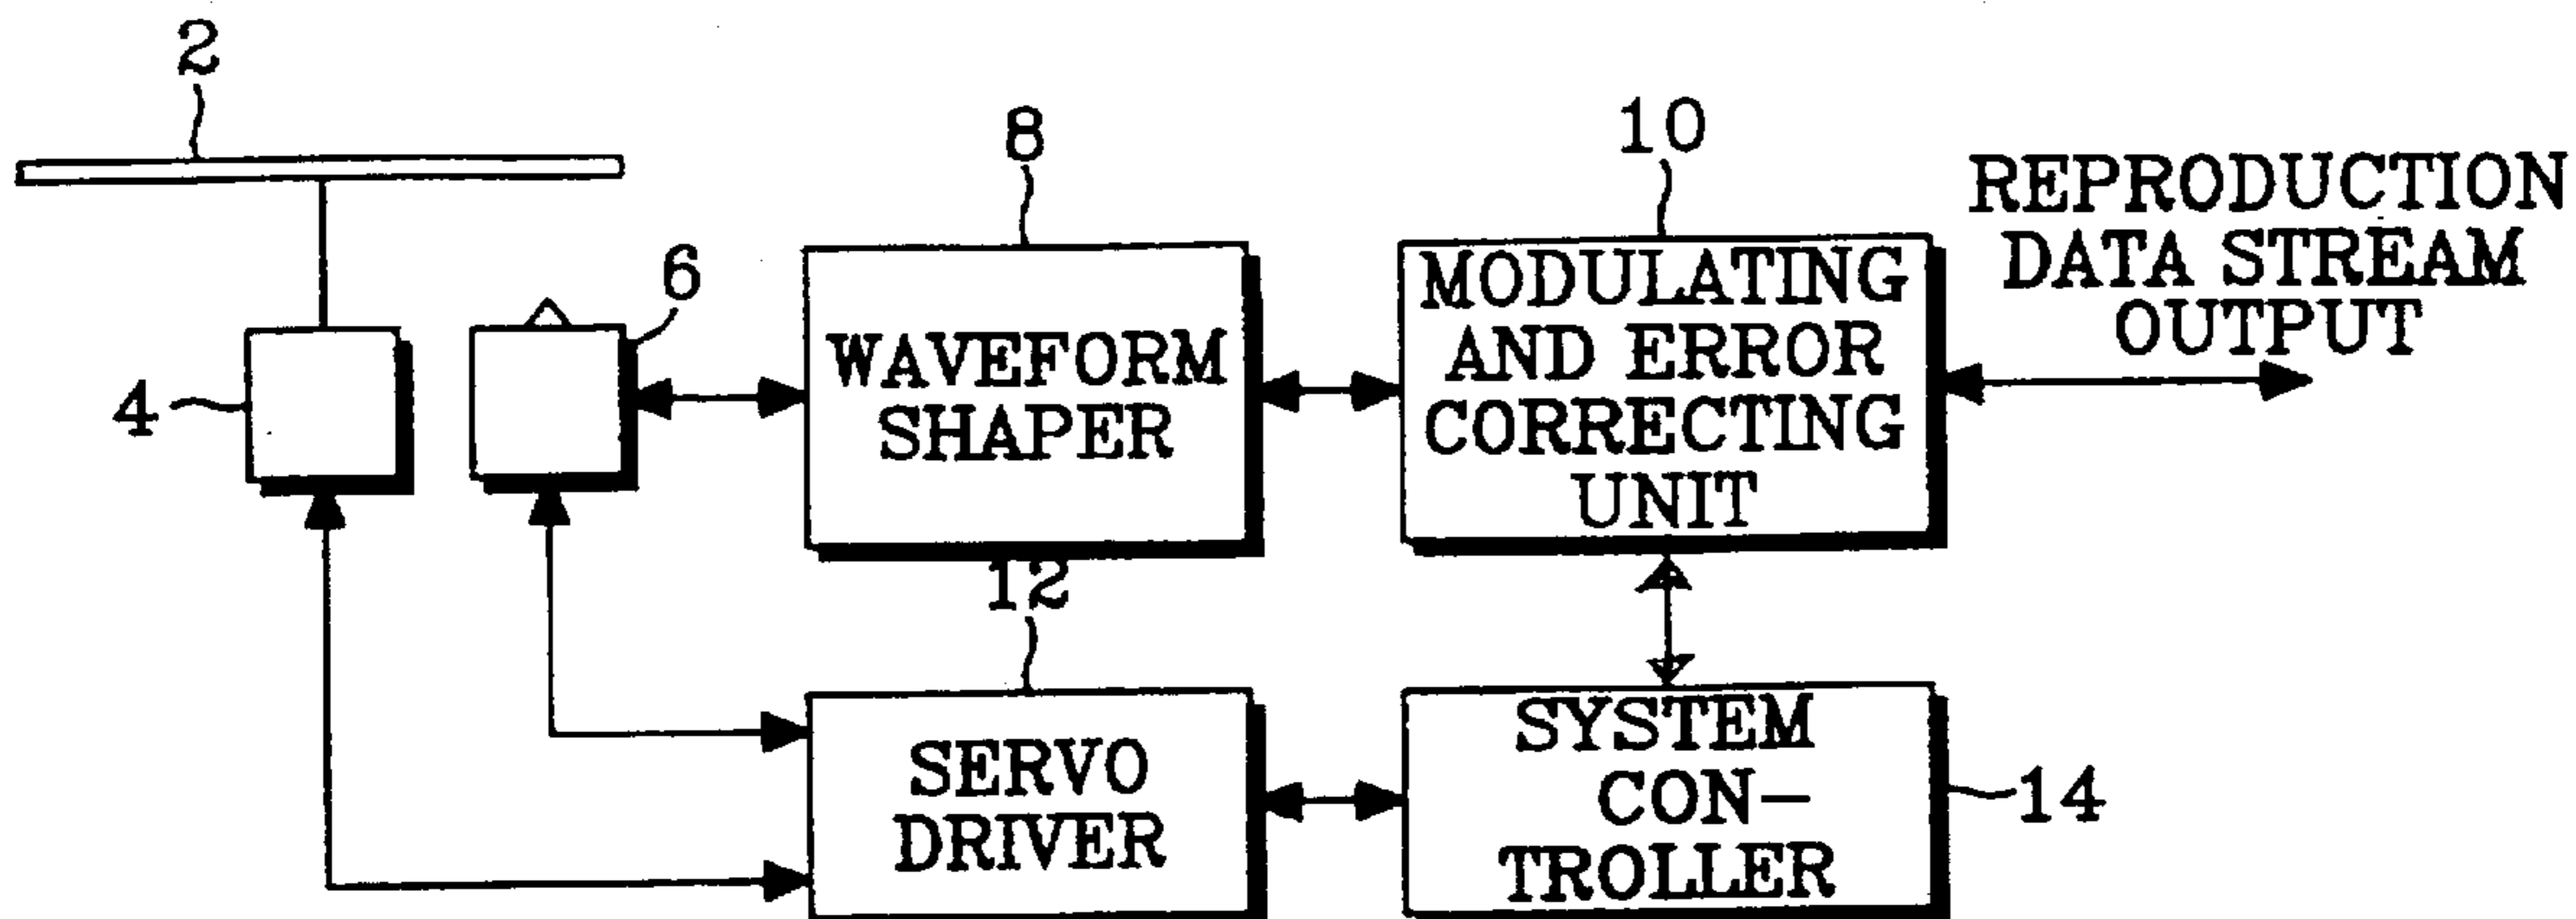 2
8
10
REPRODUCTION
DATA STREAM
OUTPUT
6
4
WAVEFORM
SHAPER
MODULATING
AND ERROR
CORRECTING
UNIT
12
SERVO
DRIVER
SYSTEM
CON-
TROLLER
14